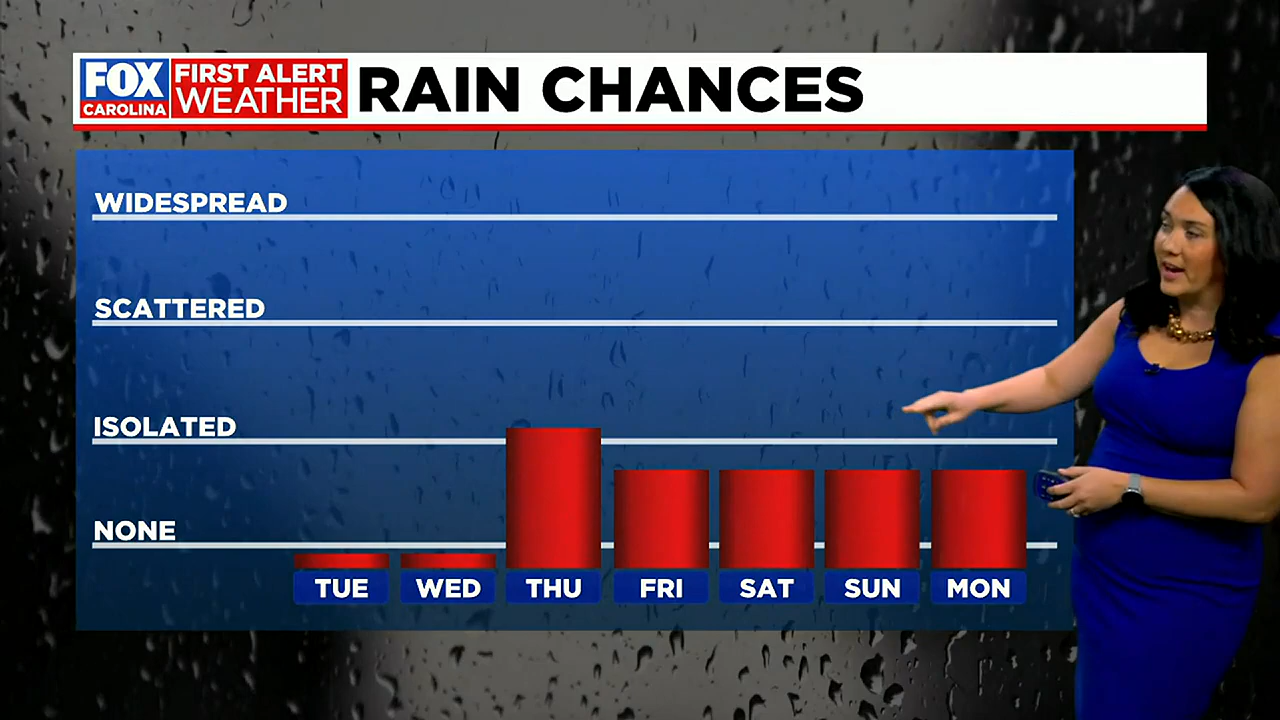 FOX
CAROLINA
FIRST ALERT
WEATHER
RAIN CHANCES
WIDESPREAD
SCATTERED
ISOLATED
NONE
TUE WED THU FRI SAT SUN MON